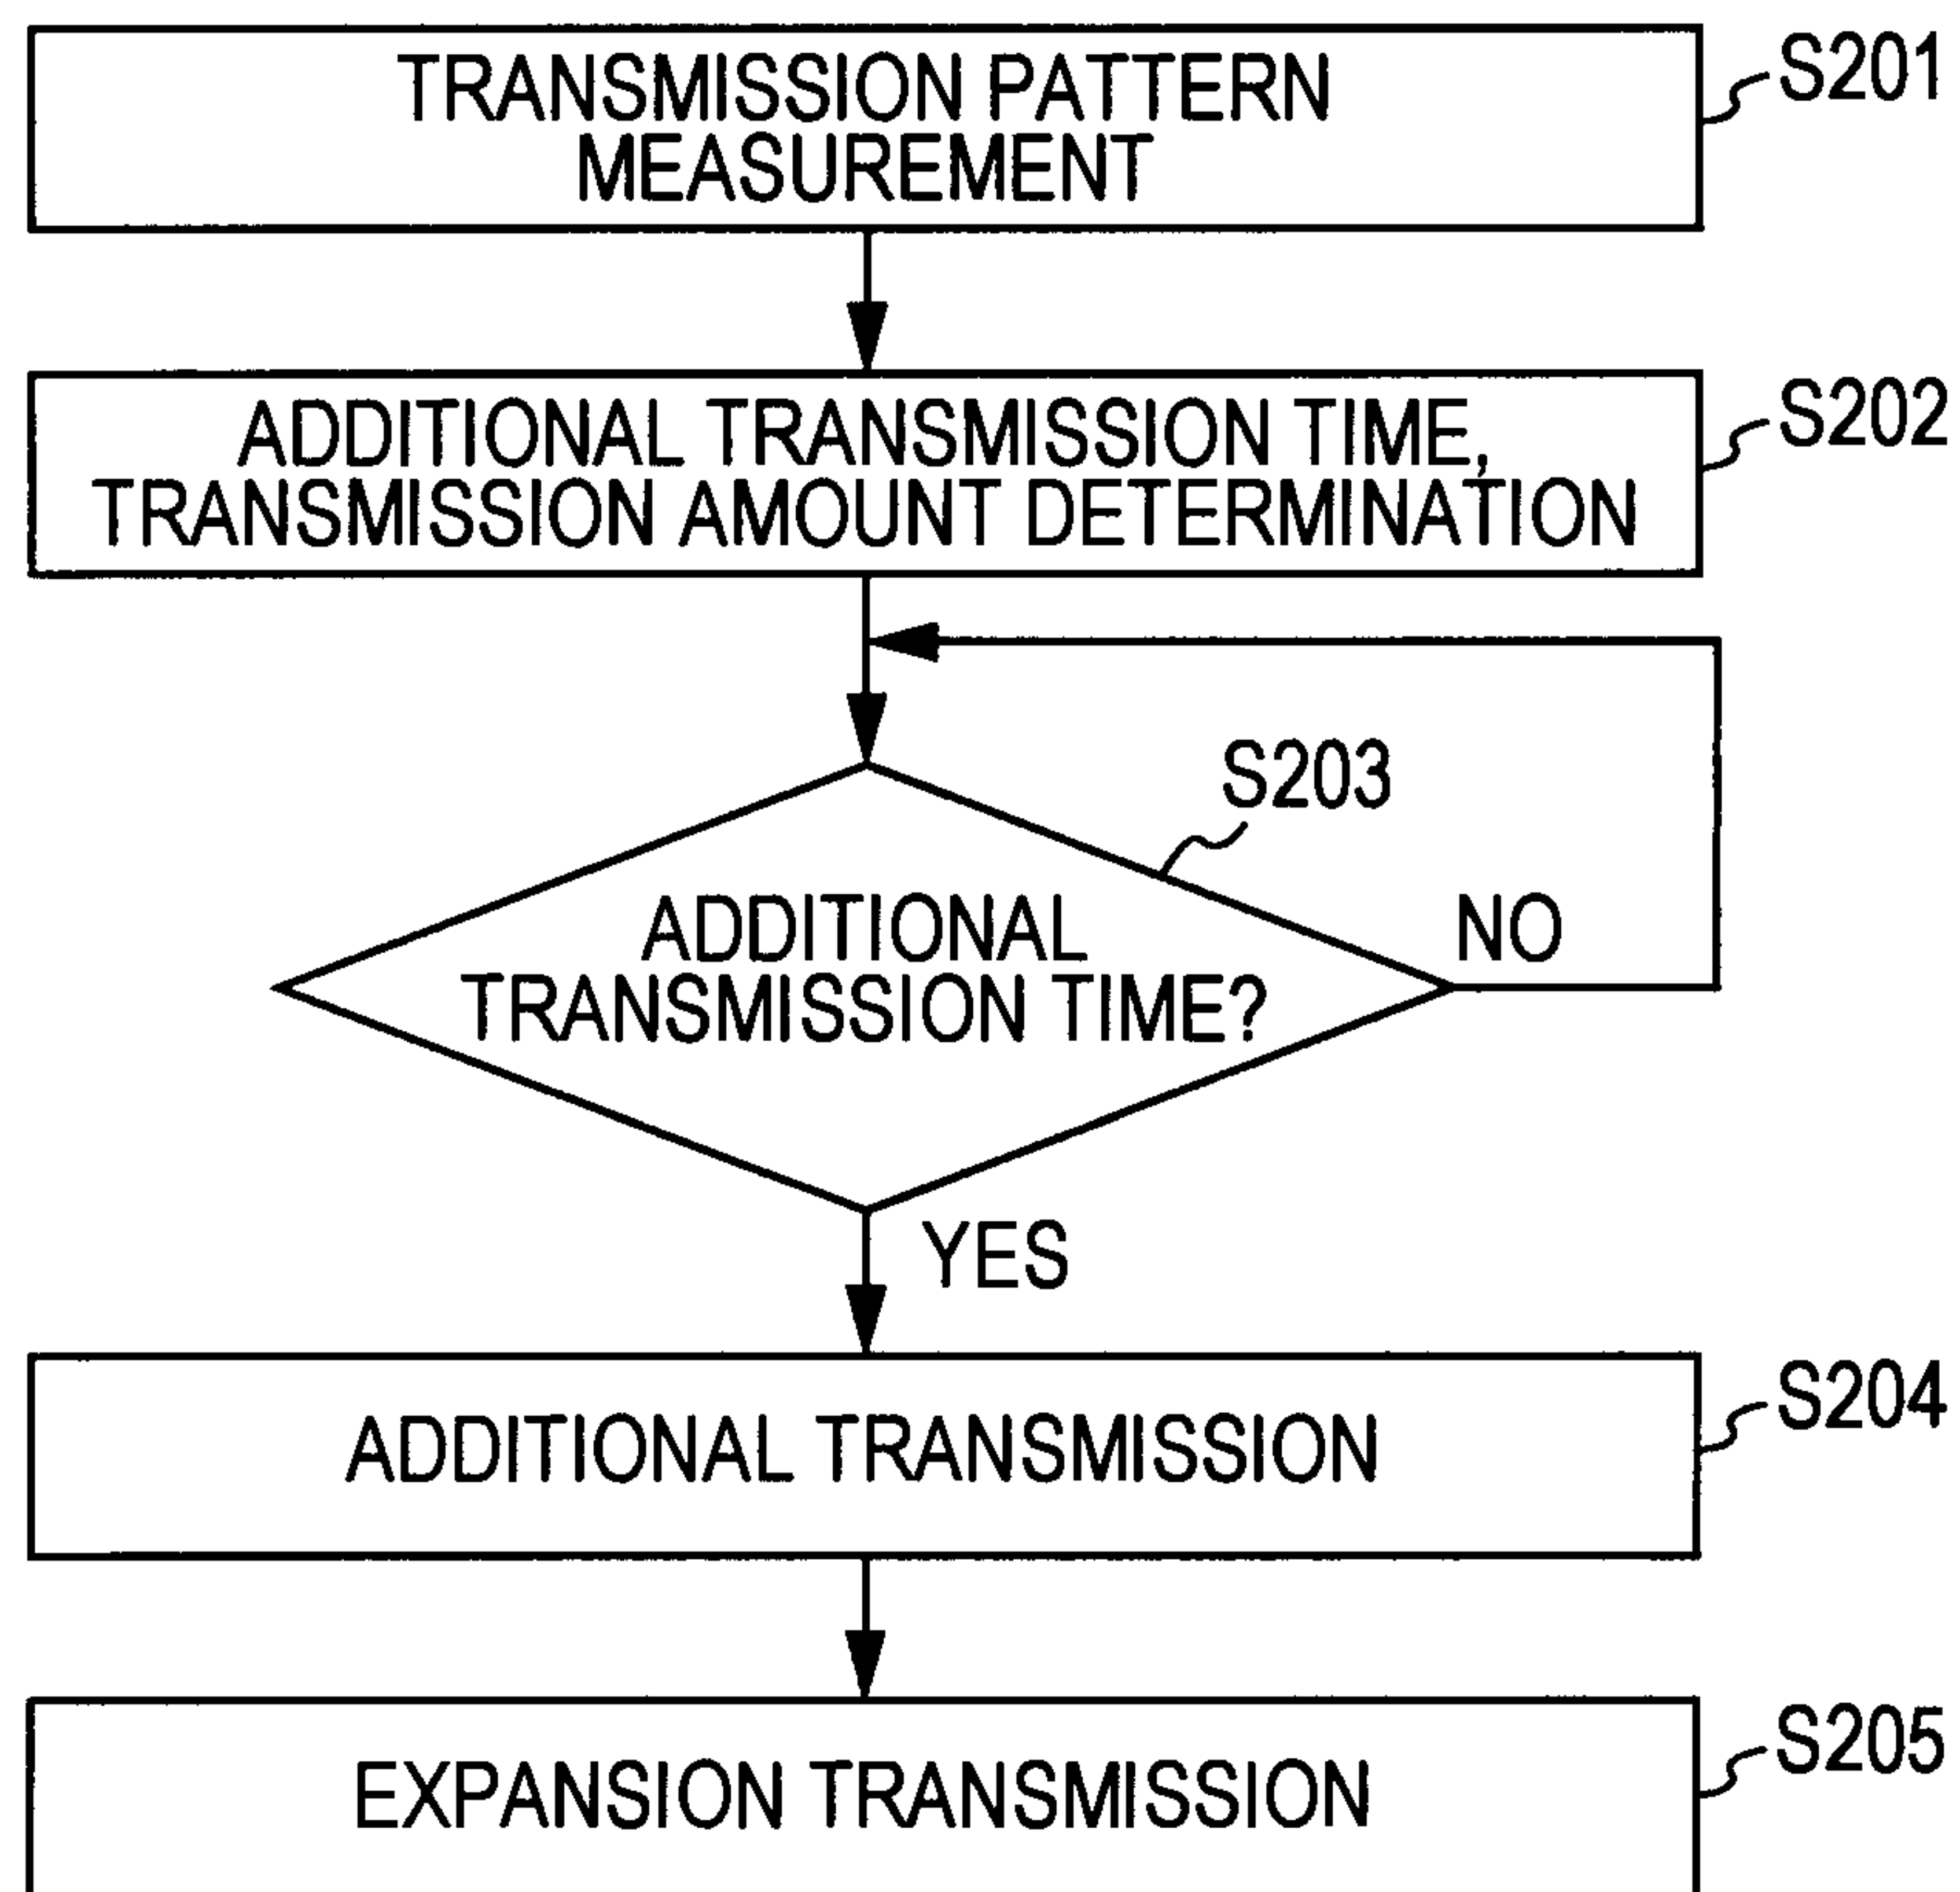 TRANSMISSION PATTERN
MEASUREMENT
S201
ADDITIONAL TRANSMISSION TIME,
TRANSMISSION AMOUNT DETERMINATION
S202
S203
ADDITIONAL
TRANSMISSION TIME?
NO
YES
ADDITIONAL TRANSMISSION
S204
EXPANSION TRANSMISSION
S205